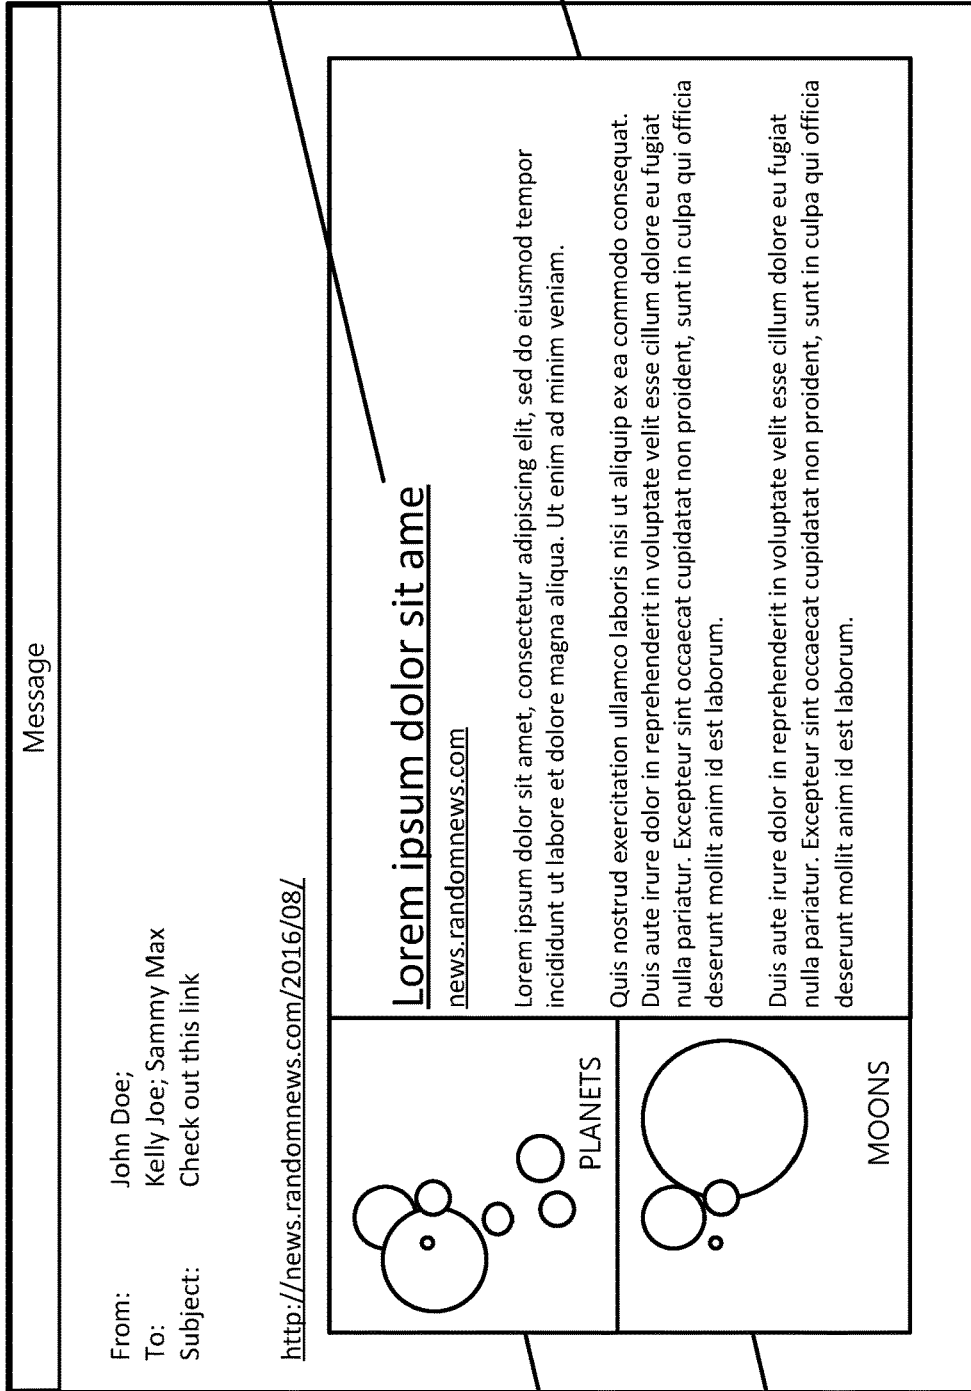 Message
From: John Doe;
To: Kelly Joe; Sammy Max
Subject: Check out this link
http://news.randomnews.com/2016/08/
PLANETS
MOONS
Lorem ipsum dolor sit ame
news.randomnews.com
Lorem ipsum dolor sit amet, consectetur adipiscing elit, sed do eiusmod tempor
incididunt ut labore et dolore magna aliqua. Ut enim ad minim veniam.
Quis nostrud exercitation ullamco laboris nisi ut aliquip ex ea commodo consequat.
Duis aute irure dolor in reprehenderit in voluptate velit esse cillum dolore eu fugiat
nulla pariatur. Excepteur sint occaecat cupidatat non proident, sunt in culpa qui officia
deserunt mollit anim id est laborum.
Duis aute irure dolor in reprehenderit in voluptate velit esse cillum dolore eu fugiat
nulla pariatur. Excepteur sint occaecat cupidatat non proident, sunt in culpa qui officia
deserunt mollit anim id est laborum.